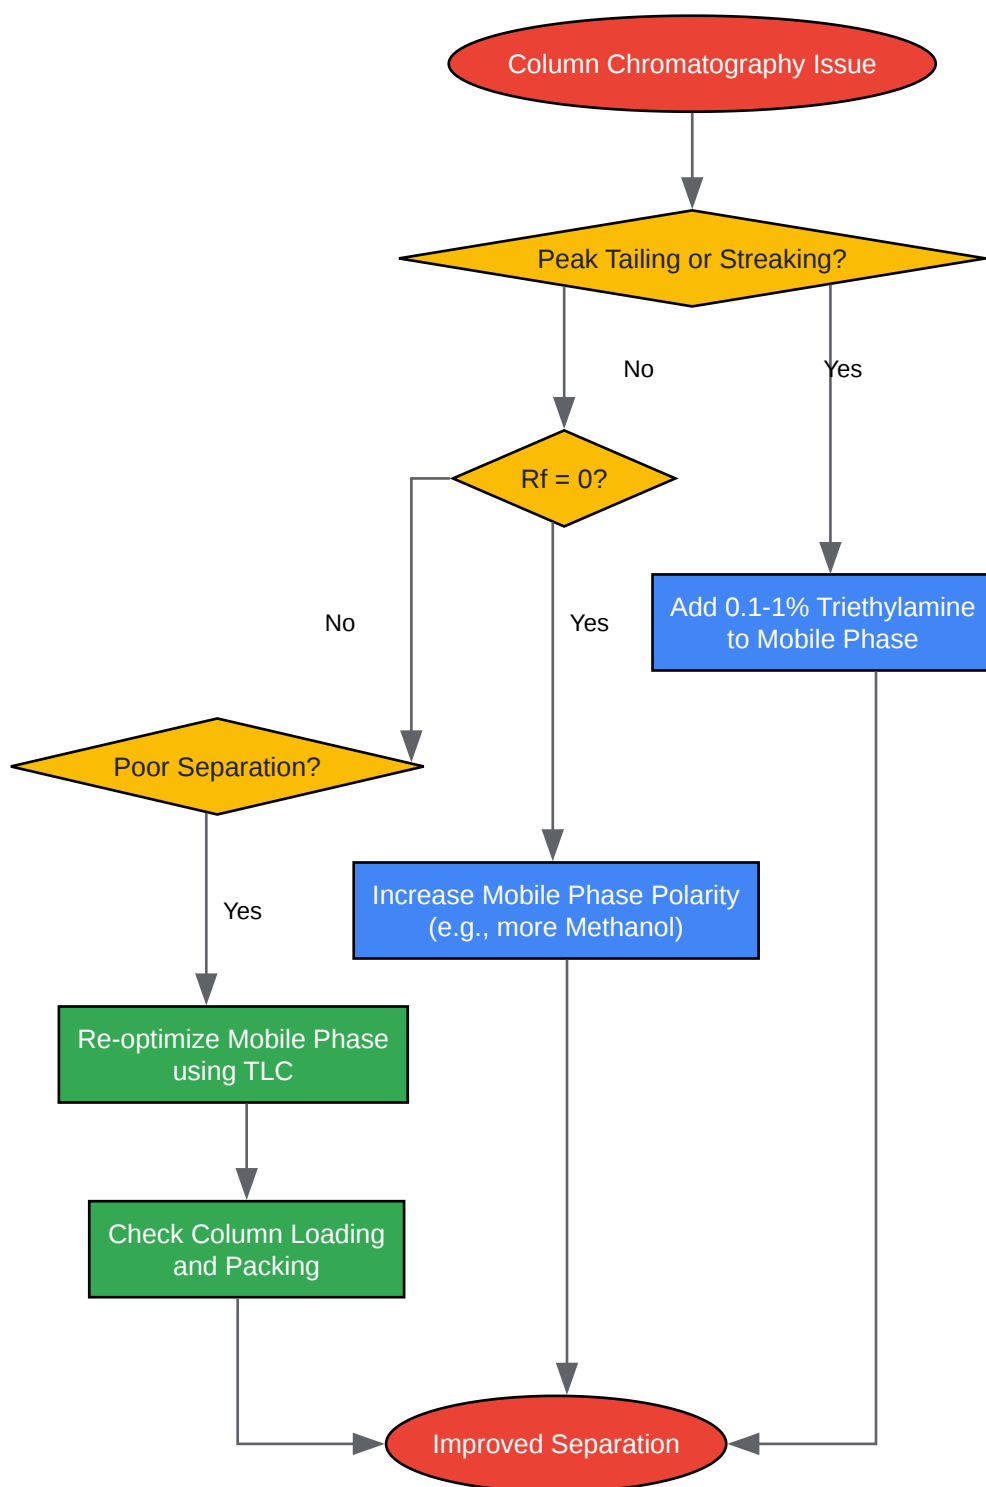 Column Chromatography Issue
Peak Tailing or Streaking?
No
Yes
Rf = 0?
Add 0.1-1% Triethylamine
to Mobile Phase
No
Yes
Poor Separation?
Increase Mobile Phase Polarity
(e.g., more Methanol)
Yes
Re-optimize Mobile Phase
using TLC
Check Column Loading
and Packing
Improved Separation